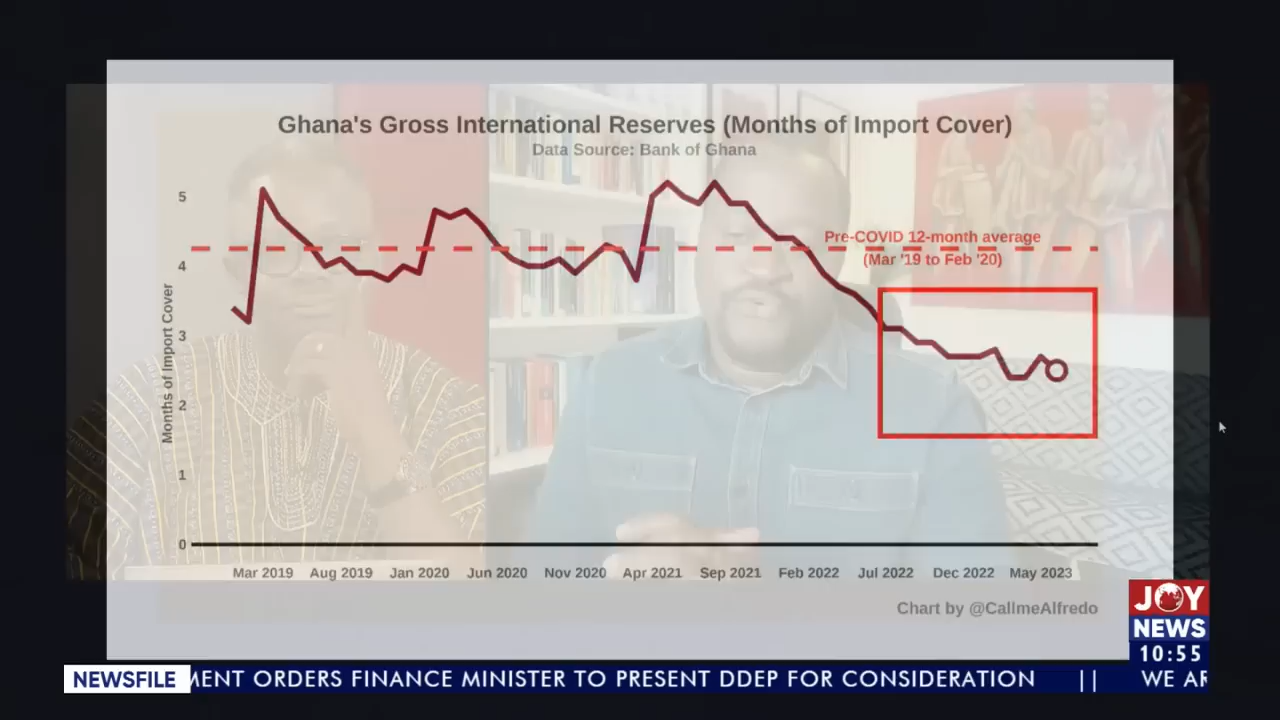 Ghana's Gross International Reserves (Months of Import Cover)
Data Source: Bank of Ghana
Pre-COVID 12-month average
(Mar '19 to Feb '20)
Months of Import Cover
5
4
3
2
1
0
Mar 2019 Aug 2019 Jan 2020 Jun 2020 Nov 2020 Apr 2021 Sep 2021 Feb 2022 Jul 2022 Dec 2022 May 2023
Chart by @CallmeAlfredo
JOY
NEWS
10:55
NEWSFILE
ORDERS FINANCE MINISTER TO PRESENT DDEP FOR CONSIDERATION || WE